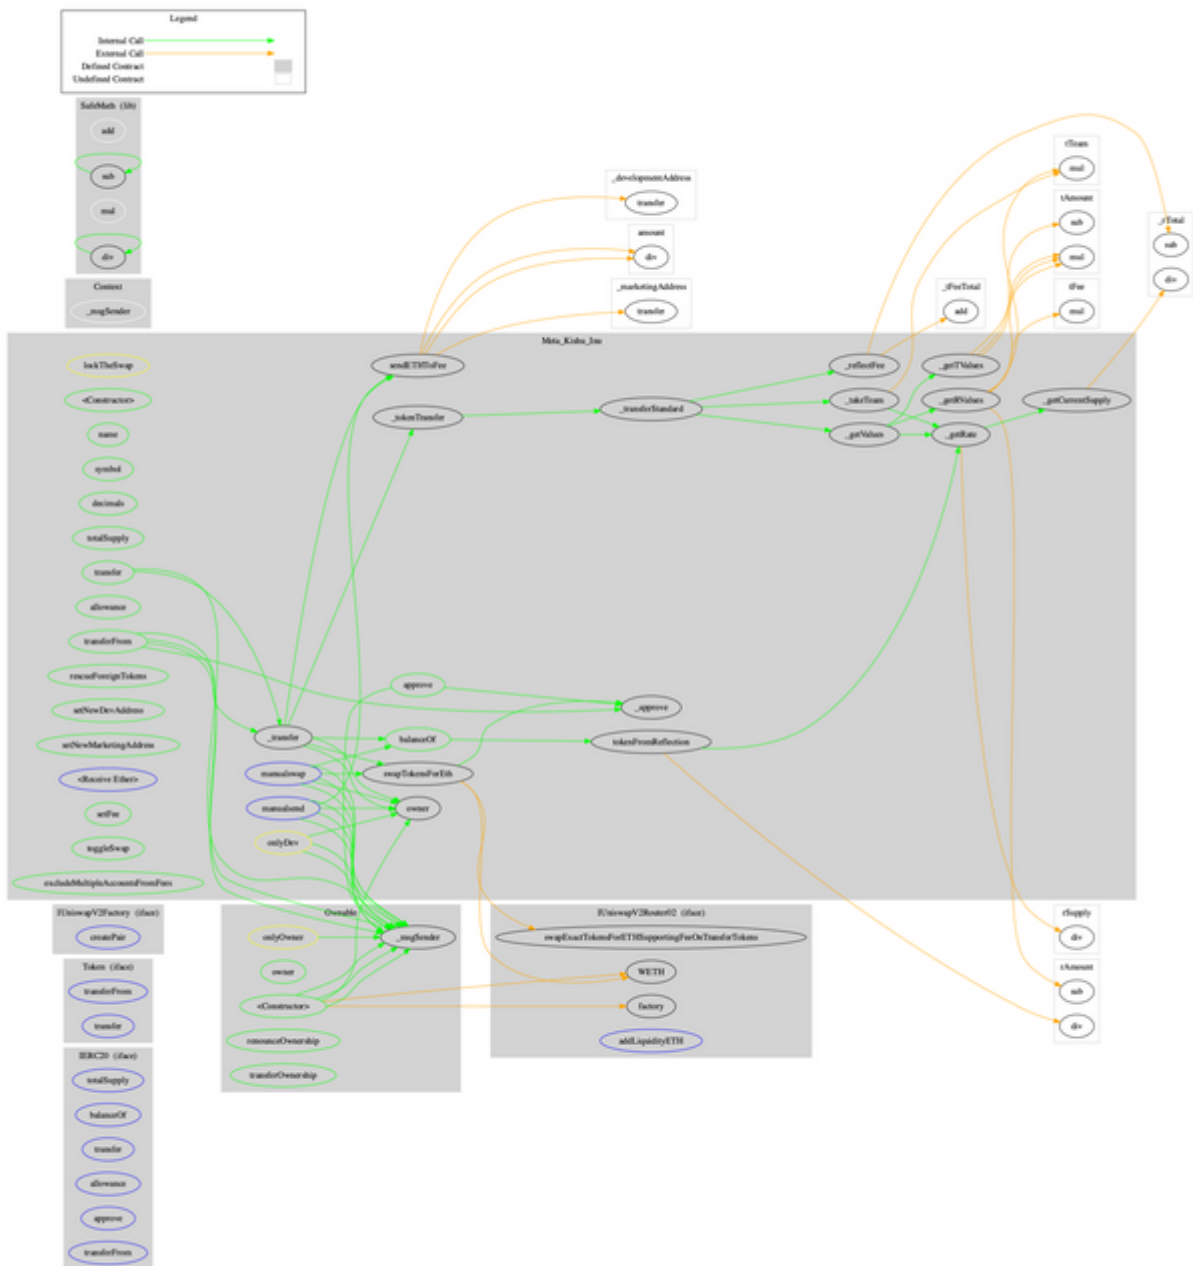 Legend
Internal Call
External Call
Defined Contract
Undefined Contract
SafeMath (lib)
add
sub
mul
div
Context
_msgSender
_developmentAddress
transfer
amount
div
_marketingAddress
transfer
_tFeeTotal
add
tTeam
mul
tAmount
sub
mul
tFee
mul
_rTotal
sub
div
Meta_Kishu_Inu
lockTheSwap
<Constructor>
name
symbol
decimals
totalSupply
transfer
allowance
transferFrom
rescueForeignTokens
setNewDevAddress
setNewMarketingAddress
<Receive Ether>
setFee
toggleSwap
excludeMultipleAccountsFromFees
sendETHToFee
_tokenTransfer
_transferStandard
_reflectFee
_takeTeam
_getValues
_getTValues
_getRValues
_getRate
_getCurrentSupply
approve
_approve
_transfer
balanceOf
tokenFromReflection
manualswap
swapTokensForEth
manualsend
owner
onlyDev
IUniswapV2Factory (iface)
createPair
Token (iface)
transferFrom
transfer
IERC20 (iface)
totalSupply
balanceOf
transfer
allowance
approve
transferFrom
Ownable
onlyOwner
_msgSender
owner
<Constructor>
renounceOwnership
transferOwnership
IUniswapV2Router02 (iface)
swapExactTokensForETHSupportingFeeOnTransferTokens
WETH
factory
addLiquidityETH
rSupply
div
rAmount
sub
div